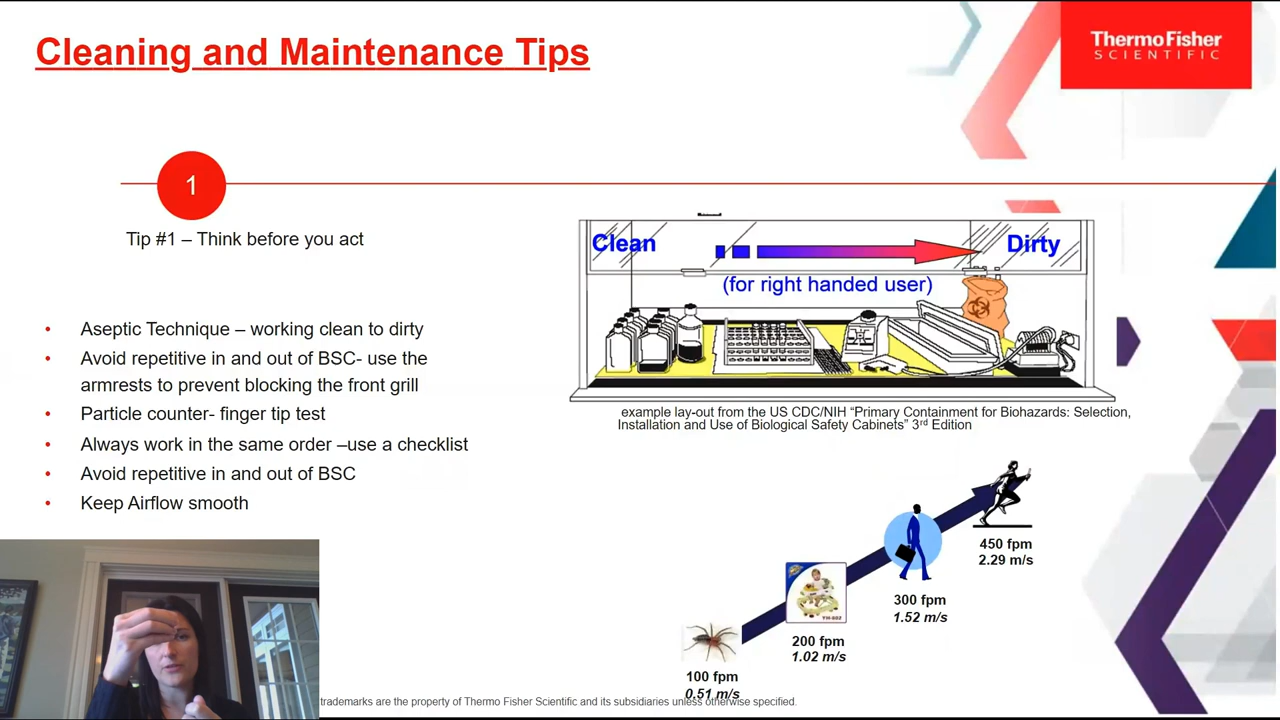 Cleaning and Maintenance Tips
ThermoFisher
SCIENTIFIC
1
Tip #1 – Think before you act
• Aseptic Technique – working clean to dirty
• Avoid repetitive in and out of BSC- use the
armrests to prevent blocking the front grill
• Particle counter- finger tip test
• Always work in the same order –use a checklist
• Avoid repetitive in and out of BSC
• Keep Airflow smooth
Clean
Dirty
(for right handed user)
example lay-out from the US CDC/NIH “Primary Containment for Biohazards: Selection,
Installation and Use of Biological Safety Cabinets” 3rd Edition
450 fpm
2.29 m/s
300 fpm
1.52 m/s
200 fpm
1.02 m/s
100 fpm
0.51 m/s
trademarks are the property of Thermo Fisher Scientific and its subsidiaries unless otherwise specified.